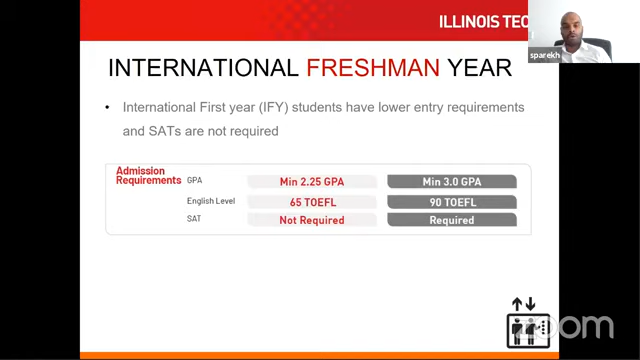 ILLINOIS TEC
sparekh
INTERNATIONAL FRESHMAN YEAR
• International First year (IFY) students have lower entry requirements
and SATs are not required
Admission
Requirements
GPA Min 2.25 GPA Min 3.0 GPA
English Level 65 TOEFL 90 TOEFL
SAT Not Required Required
zoom